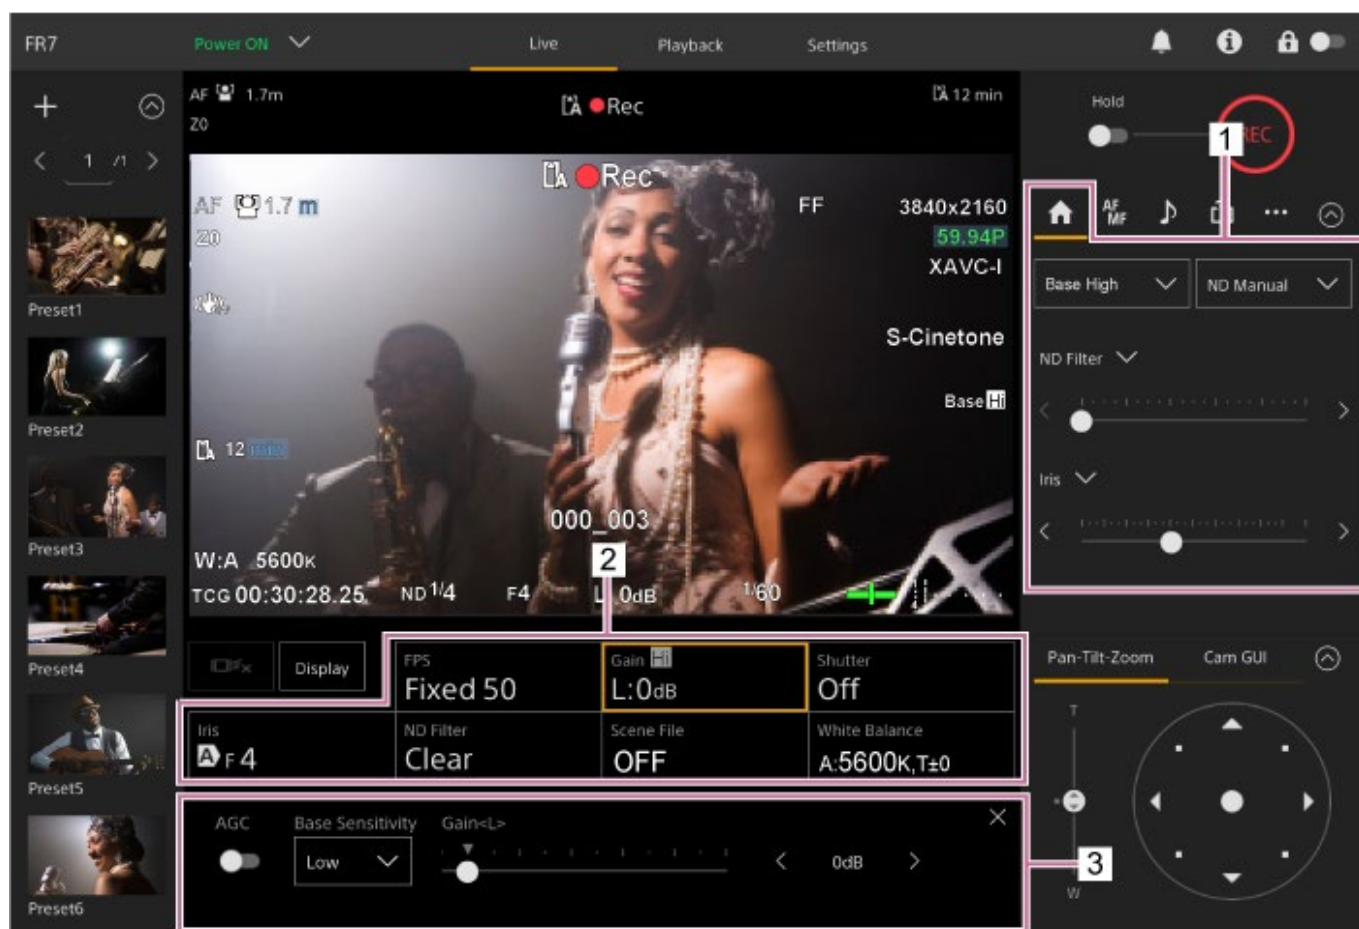 FR7
Power ON
Live
Playback
Settings
1 /1
Preset1
Preset2
Preset3
Preset4
Preset5
Preset6
AF 1.7m
Z0
A Rec
A 12 min
A Rec
AF 1.7 m
Z0
FF
3840x2160
59.94P
XAVC-I
S-Cinetone
Base Hi
A 12 min
000_003
W:A 5600K
TCG 00:30:28.25
ND 1/4
F4
L 0dB
1/60
2
Display
FPS
Fixed 50
Gain Hi
L:0dB
Shutter
Off
Iris
A F 4
ND Filter
Clear
Scene File
OFF
White Balance
A:5600K,T±0
AGC
Base Sensitivity
Low
Gain<L>
0dB
3
Hold
REC
1
AF
MF
Base High
ND Manual
ND Filter
Iris
Pan-Tilt-Zoom
Cam GUI
T
W